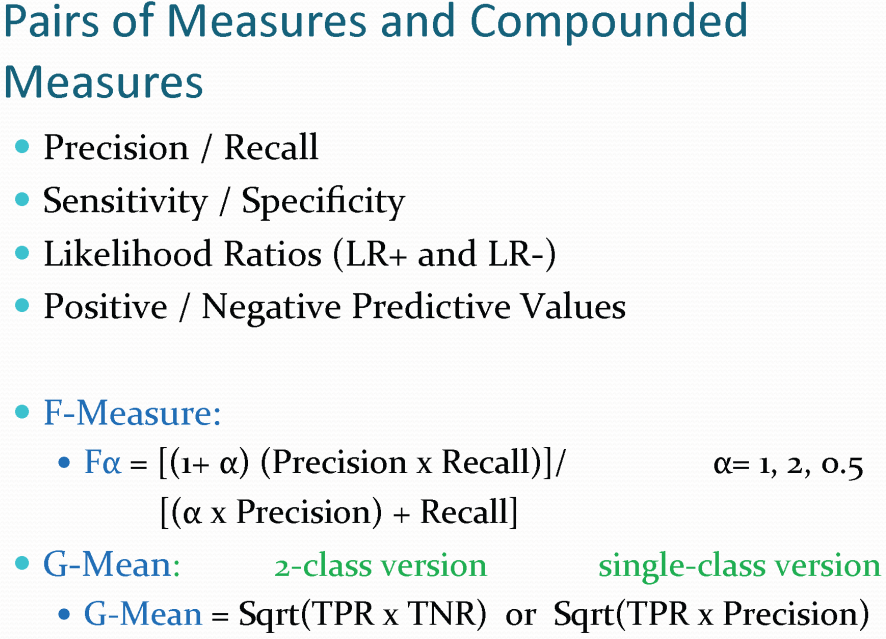 Pairs of Measures and Compounded
Measures
• Precision / Recall
• Sensitivity / Specificity
• Likelihood Ratios (LR+ and LR-)
• Positive / Negative Predictive Values
• F-Measure:
• Fα = [(1+ α) (Precision x Recall)]/ α= 1, 2, 0.5
[(α x Precision) + Recall]
• G-Mean: 2-class version single-class version
• G-Mean = Sqrt(TPR x TNR) or Sqrt(TPR x Precision)